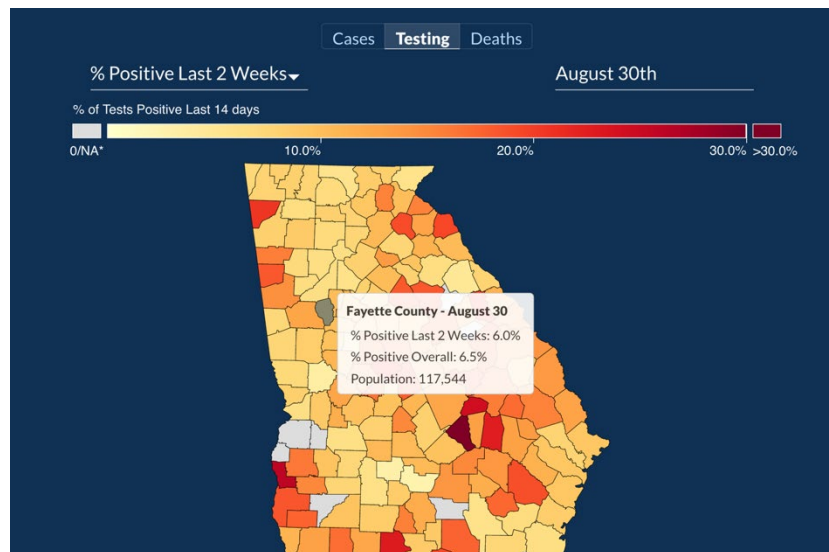 Cases Testing Deaths
% Positive Last 2 Weeks
August 30th
% of Tests Positive Last 14 days
0/NA* 10.0% 20.0% 30.0% >30.0%
Fayette County - August 30
% Positive Last 2 Weeks: 6.0%
% Positive Overall: 6.5%
Population: 117,544